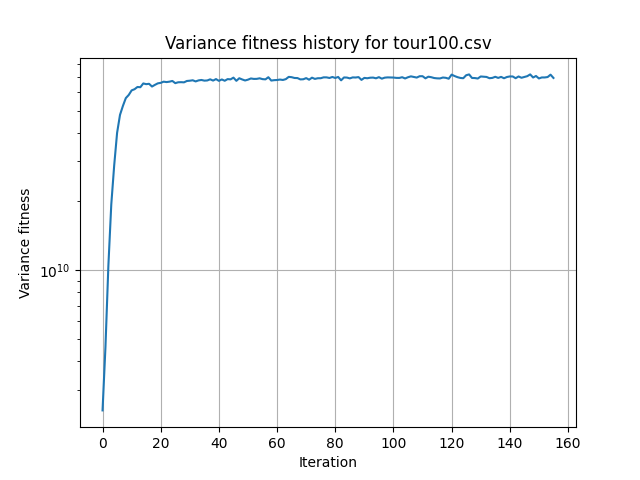 Variance fitness history for tour100.csv
Variance fitness
10^10
0 20 40 60 80 100 120 140 160
Iteration